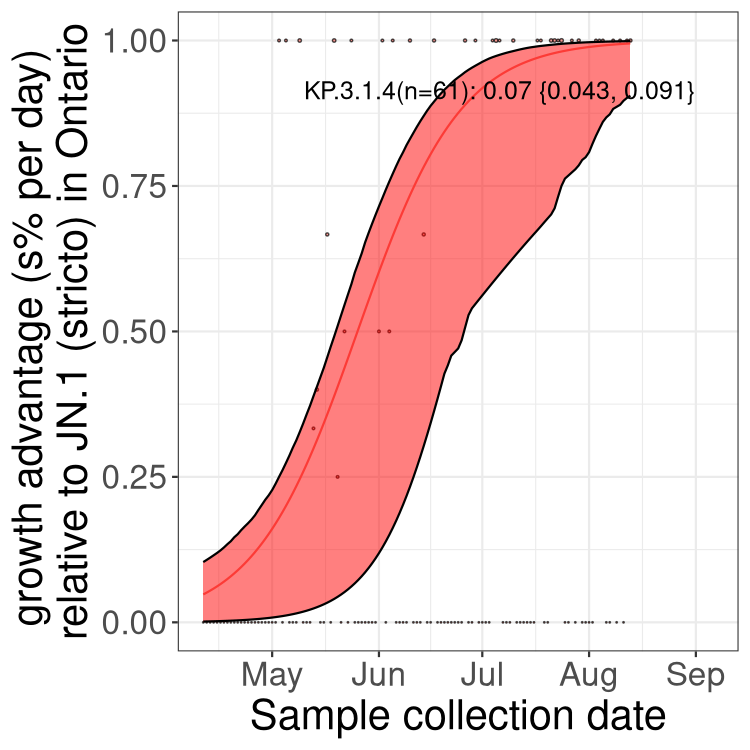 growth advantage (s% per day)
relative to JN.1 (stricto) in Ontario
1.00
0.75
0.50
0.25
0.00
KP.3.1.4(n=61): 0.07 {0.043, 0.091}
May Jun Jul Aug Sep
Sample collection date